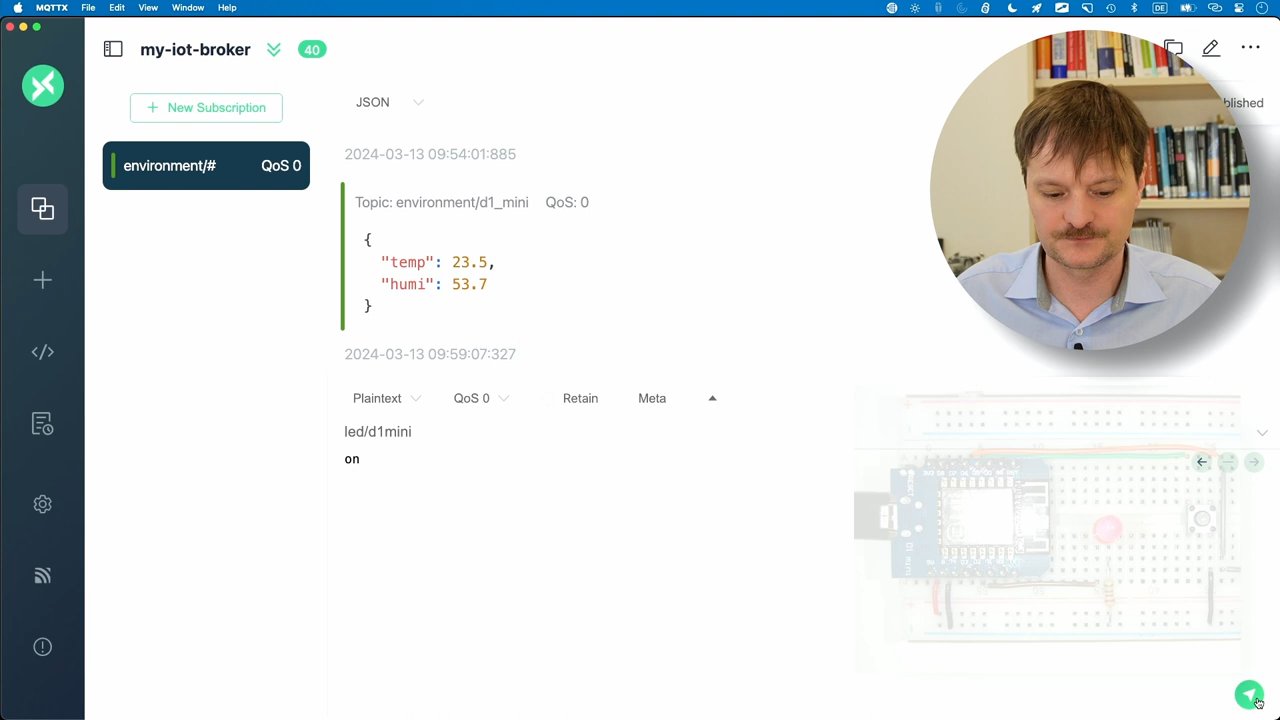 MQTTX File Edit View Window Help
my-iot-broker 40
+ New Subscription
environment/# QoS 0
JSON
blished
2024-03-13 09:54:01:885
Topic: environment/d1_mini QoS: 0
{
"temp": 23.5,
"humi": 53.7
}
2024-03-13 09:59:07:327
Plaintext QoS 0 Retain Meta
led/d1mini
on